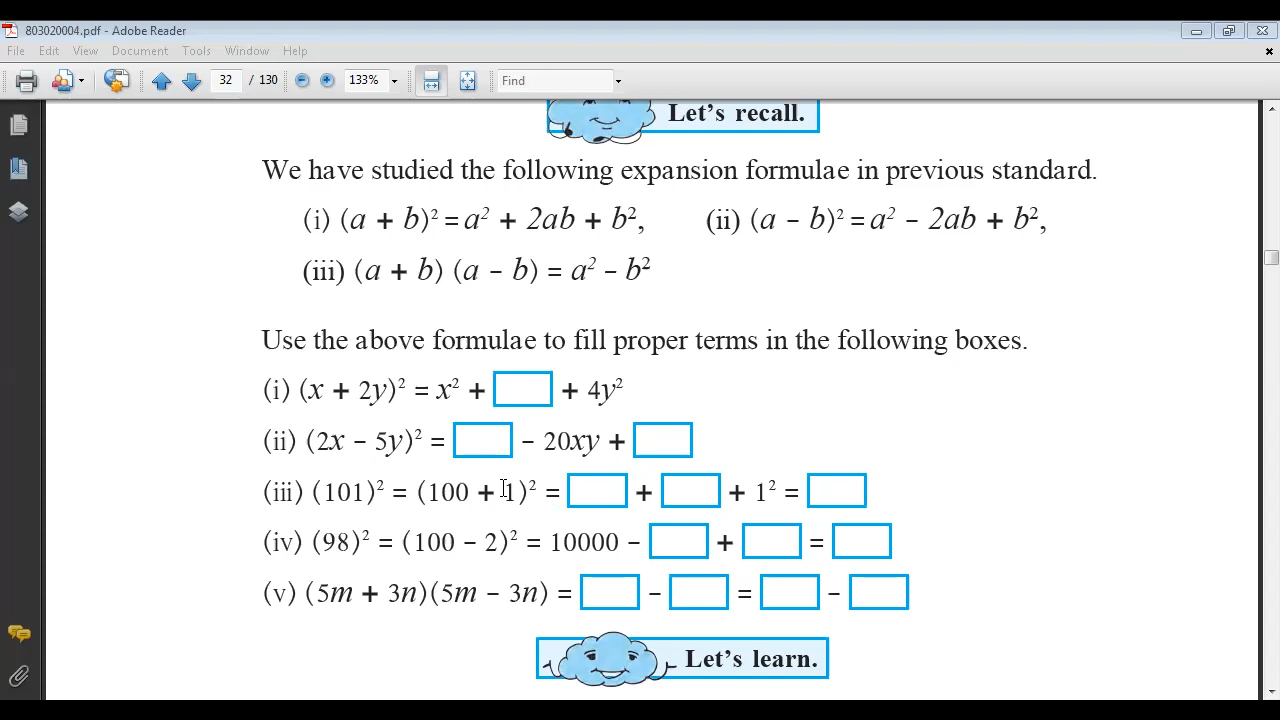 803020004.pdf - Adobe Reader
File Edit View Document Tools Window Help
32 / 130 133% Find
Let's recall.
We have studied the following expansion formulae in previous standard.
(i) (a + b)² = a² + 2ab + b², (ii) (a − b)² = a² − 2ab + b²,
(iii) (a + b) (a − b) = a² − b²
Use the above formulae to fill proper terms in the following boxes.
(i) (x + 2y)² = x² + □ + 4y²
(ii) (2x − 5y)² = □ − 20xy + □
(iii) (101)² = (100 + 1)² = □ + □ + 1² = □
(iv) (98)² = (100 − 2)² = 10000 − □ + □ = □
(v) (5m + 3n)(5m − 3n) = □ − □ = □ − □
Let's learn.